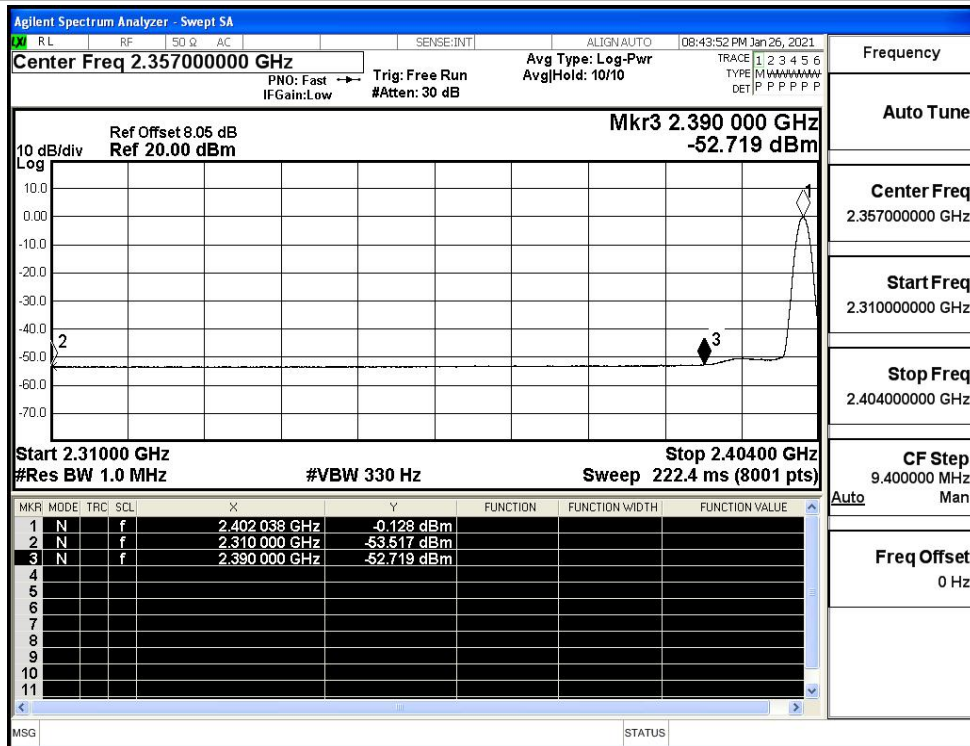 Agilent Spectrum Analyzer - Swept SA
LXI RL RF 50 Ω AC SENSE:INT ALIGN AUTO 08:43:52 PM Jan 26, 2021
Center Freq 2.357000000 GHz
PNO: Fast
IFGain:Low
Trig: Free Run
#Atten: 30 dB
Avg Type: Log-Pwr
Avg|Hold: 10/10
TRACE 1 2 3 4 5 6
TYPE M WWWWW
DET P P P P P P
Ref Offset 8.05 dB
10 dB/div Ref 20.00 dBm
Log
Mkr3 2.390 000 GHz
-52.719 dBm
10.0
0.00
-10.0
-20.0
-30.0
-40.0
-50.0
-60.0
-70.0
1
2
3
Start 2.31000 GHz Stop 2.40400 GHz
#Res BW 1.0 MHz #VBW 330 Hz Sweep 222.4 ms (8001 pts)
MKR MODE TRC SCL X Y FUNCTION FUNCTION WIDTH FUNCTION VALUE
1 N f 2.402 038 GHz -0.128 dBm
2 N f 2.310 000 GHz -53.517 dBm
3 N f 2.390 000 GHz -52.719 dBm
4
5
6
7
8
9
10
11
MSG STATUS
Frequency
Auto Tune
Center Freq
2.357000000 GHz
Start Freq
2.310000000 GHz
Stop Freq
2.404000000 GHz
CF Step
9.400000 MHz
Auto Man
Freq Offset
0 Hz